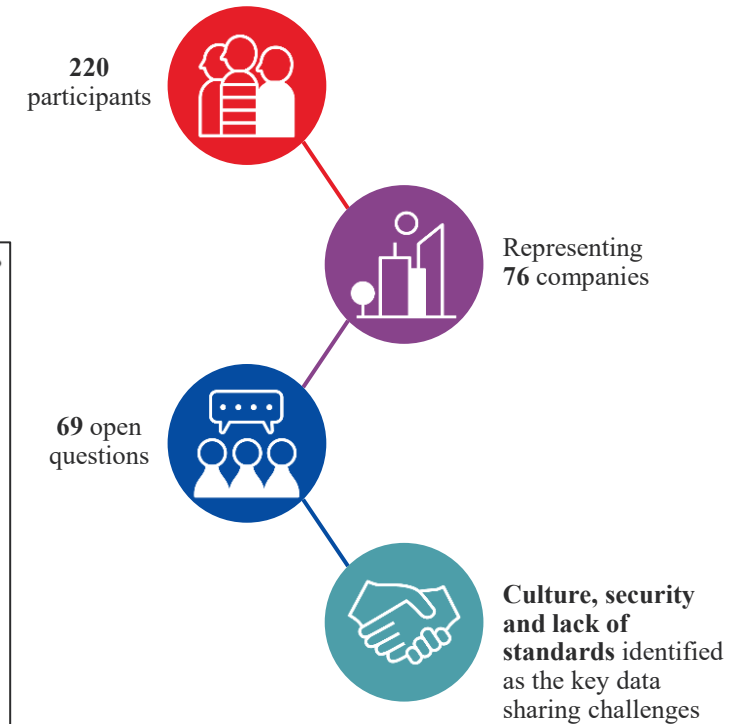 220
participants
Representing
76 companies
69 open
questions
Culture, security
and lack of
standards identified
as the key data
sharing challenges